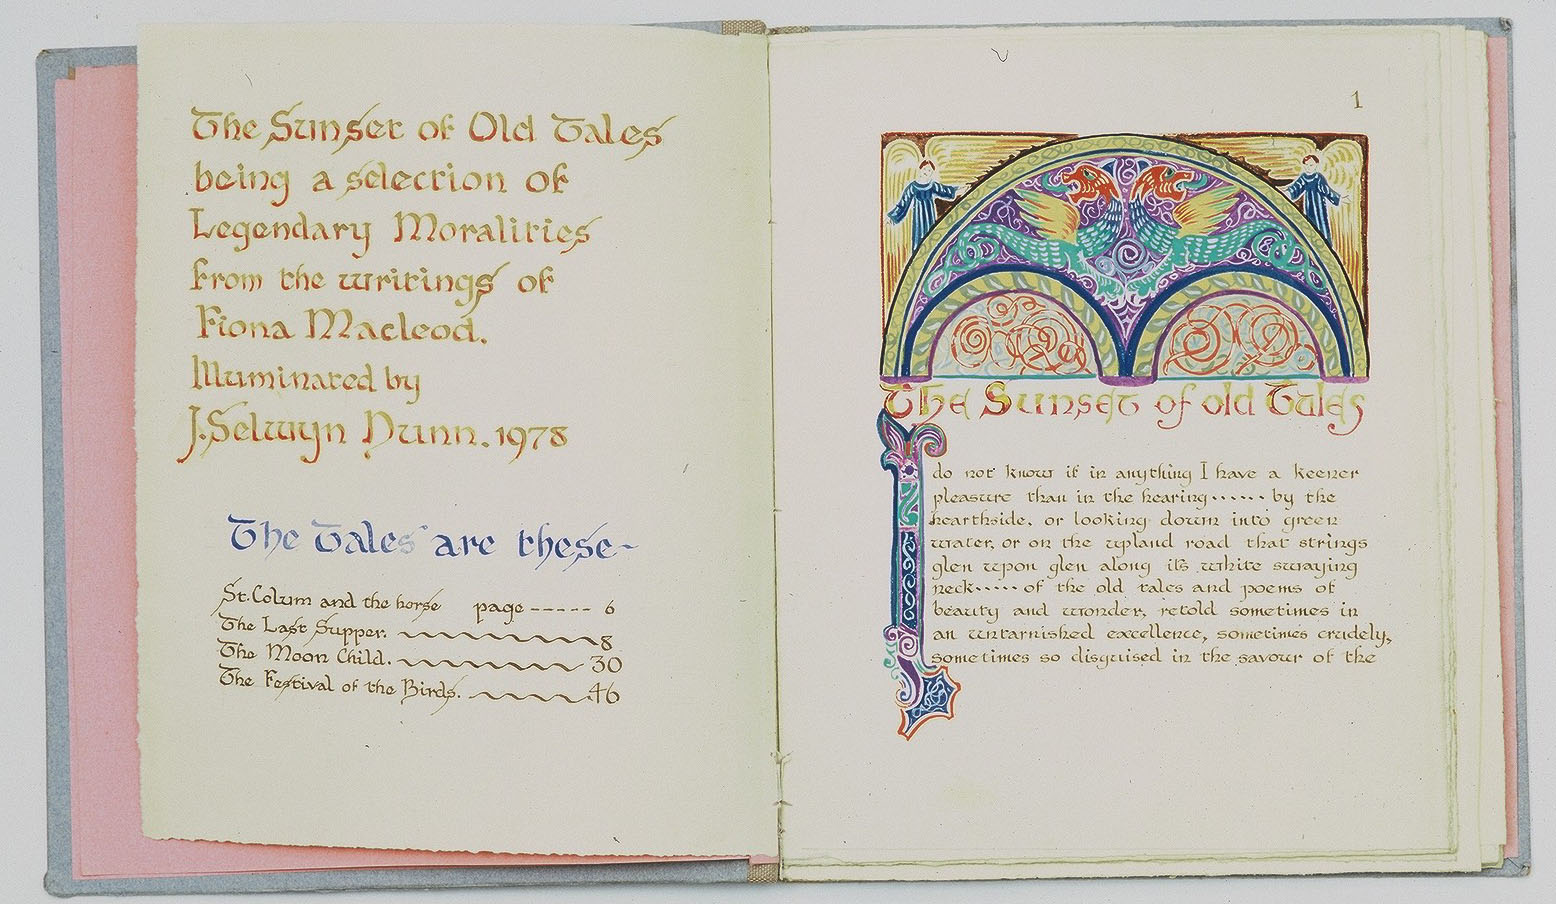 The Sunset of Old Tales
being a selection of
Legendary Moralities
from the writings of
Fiona Macleod.
Illuminated by
J. Selwyn Dunn. 1978
The Tales are these~
St. Colum and the horse page ----- 6
The Last Supper. 8
The Moon Child. 30
The Festival of the Birds. 46
1
The Sunset of old Tales
I do not know if in anything I have a keener
pleasure than in the hearing ...... by the
hearthside, or looking down into green
water, or on the upland road that strings
glen upon glen along its white swaying
neck ..... of the old tales and poems of
beauty and wonder, retold sometimes in
an untarnished excellence, sometimes crudely,
sometimes so disguised in the savour of the